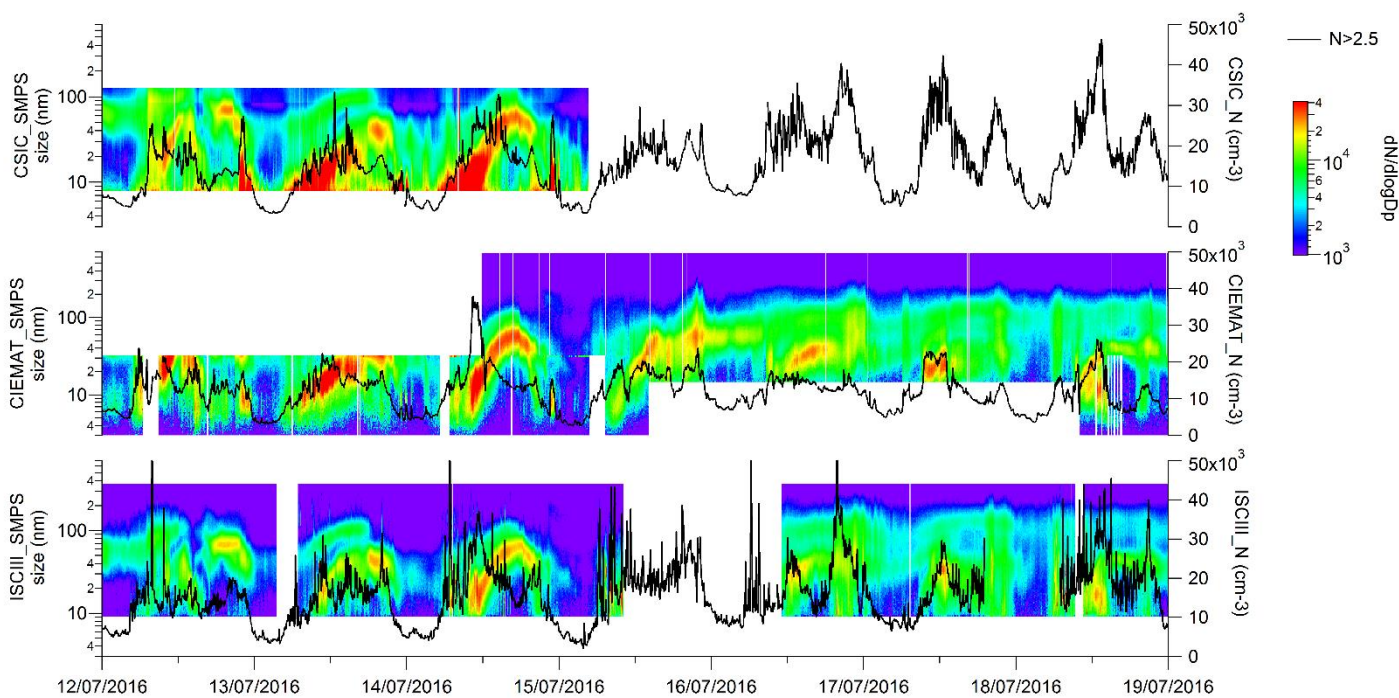 CSIC_SMPS
size (nm)
4
2
100
4
2
10
4
50x10³
40
30
20
10
0
CSIC_N (cm-3)
N>2.5
4
2
10⁴
6
4
2
10³
dN/dlogDp
CIEMAT_SMPS
size (nm)
4
2
100
4
2
10
4
50x10³
40
30
20
10
0
CIEMAT_N (cm-3)
ISCIII_SMPS
size (nm)
4
2
100
4
2
10
4
50x10³
40
30
20
10
0
ISCIII_N (cm-3)
12/07/2016 13/07/2016 14/07/2016 15/07/2016 16/07/2016 17/07/2016 18/07/2016 19/07/2016